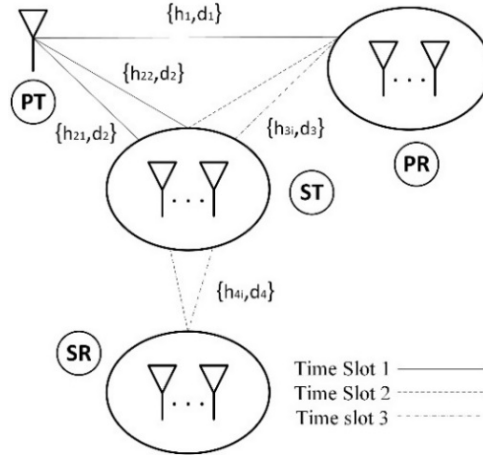 {h₁,d₁}
{h₂₂,d₂}
PT
{h₂₁,d₂}
{h₃ᵢ,d₃}
PR
ST
{h₄ᵢ,d₄}
SR
Time Slot 1
Time Slot 2
Time slot 3